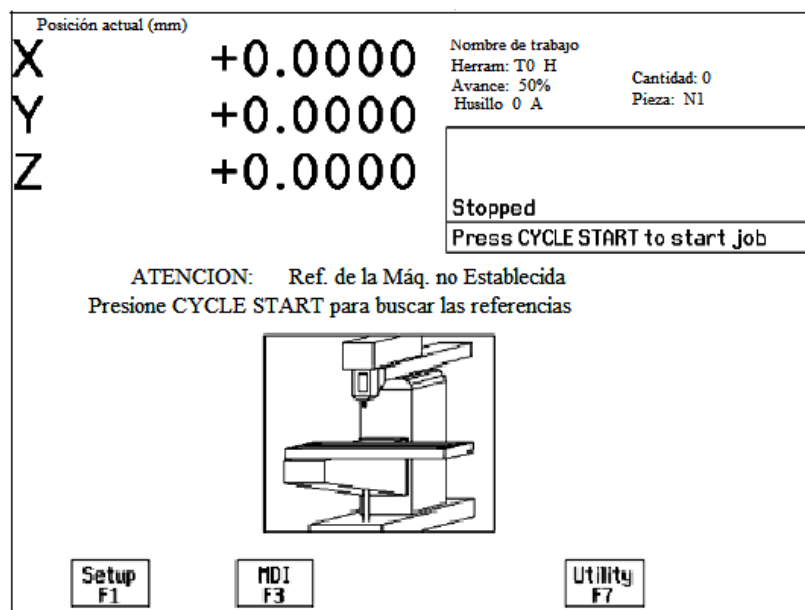 Posición actual (mm)
X +0.0000
Y +0.0000
Z +0.0000
Nombre de trabajo
Herram: T0 H
Avance: 50%
Husillo 0 A
Cantidad: 0
Pieza: N1
Stopped
Press CYCLE START to start job
ATENCION: Ref. de la Máq. no Establecida
Presione CYCLE START para buscar las referencias
Setup
F1
MDI
F3
Utility
F7